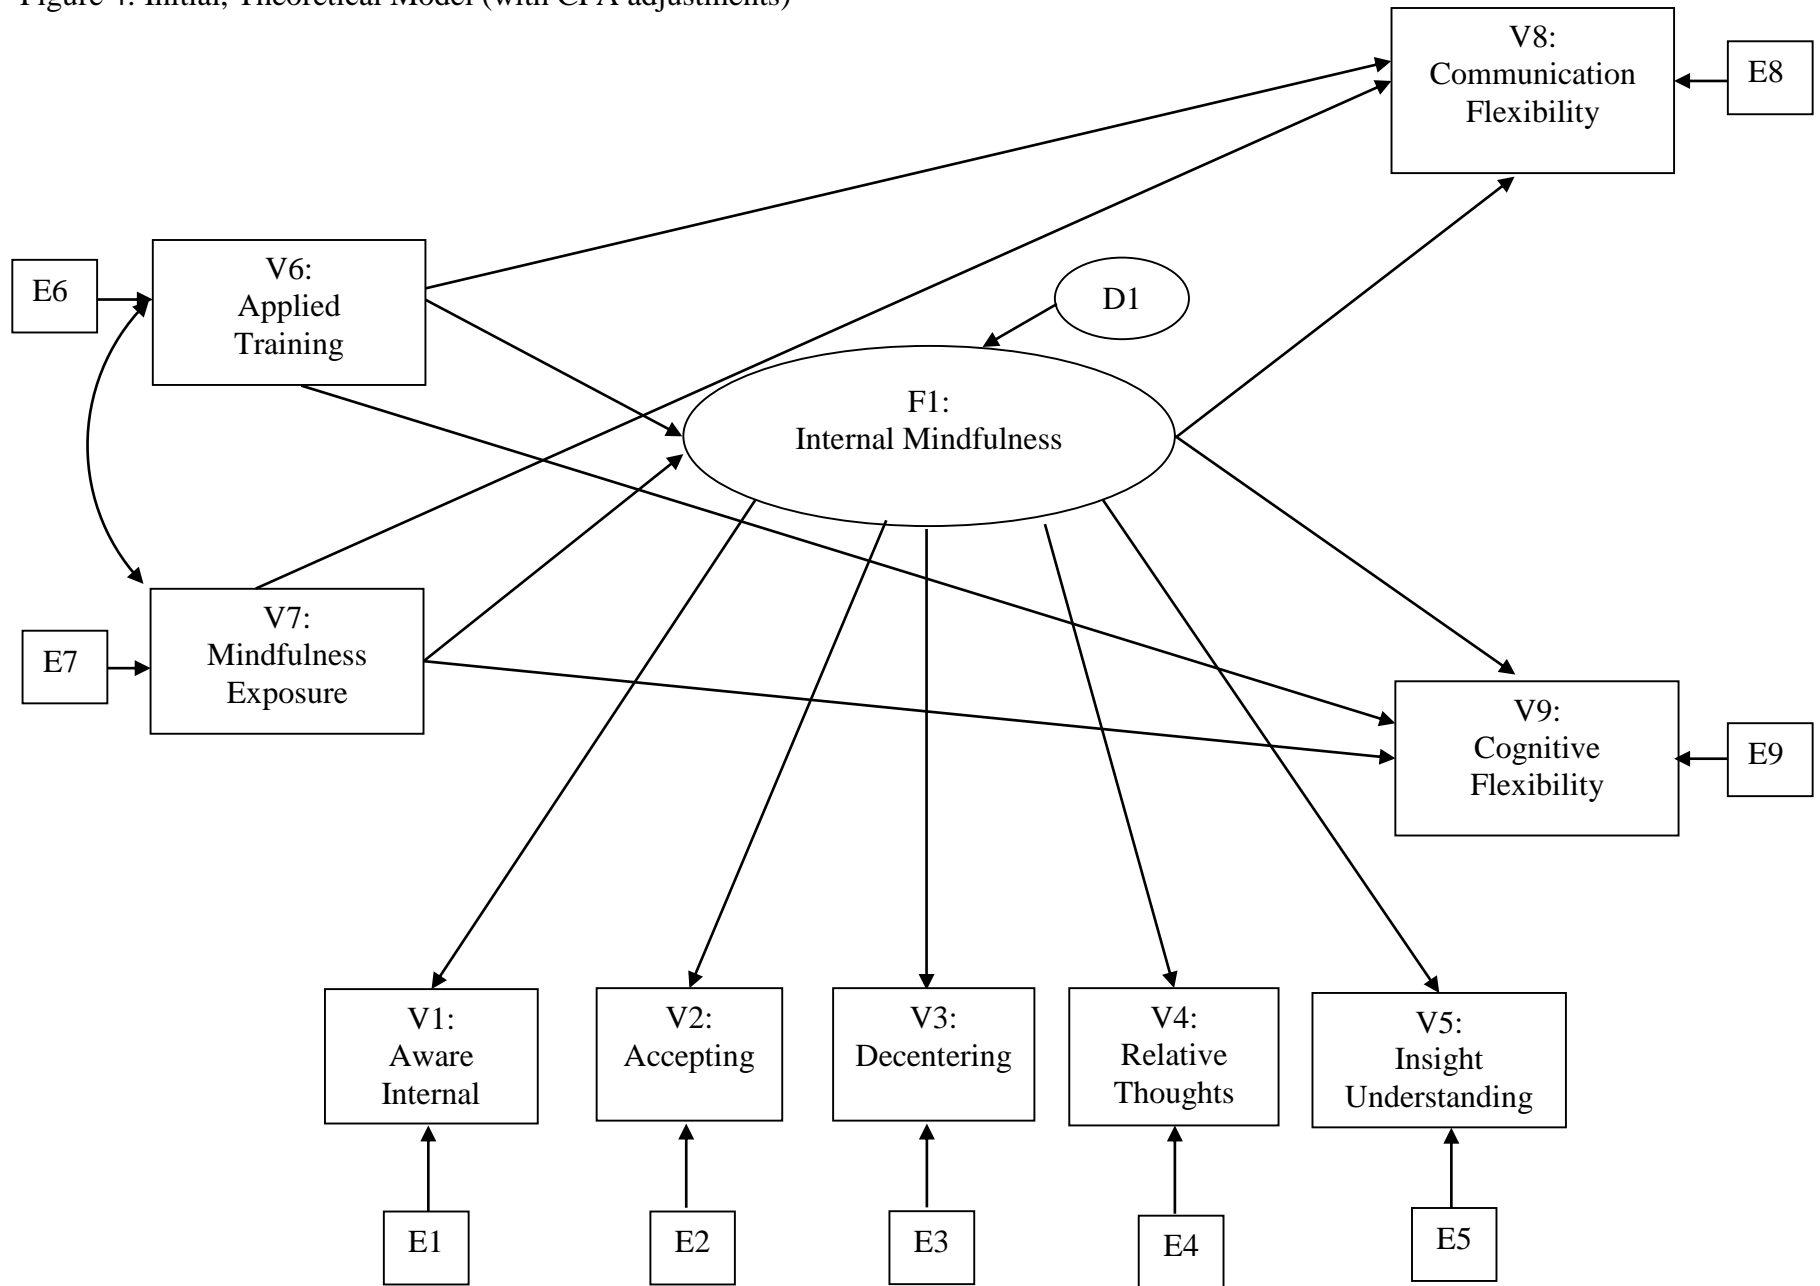 Figure 4: Initial, Theoretical Model (with CFA adjustments)
V8:
Communication
Flexibility
E8
V6:
Applied
Training
E6
D1
F1:
Internal Mindfulness
V7:
Mindfulness
Exposure
E7
V9:
Cognitive
Flexibility
E9
V1:
Aware
Internal
V2:
Accepting
V3:
Decentering
V4:
Relative
Thoughts
V5:
Insight
Understanding
E1
E2
E3
E4
E5